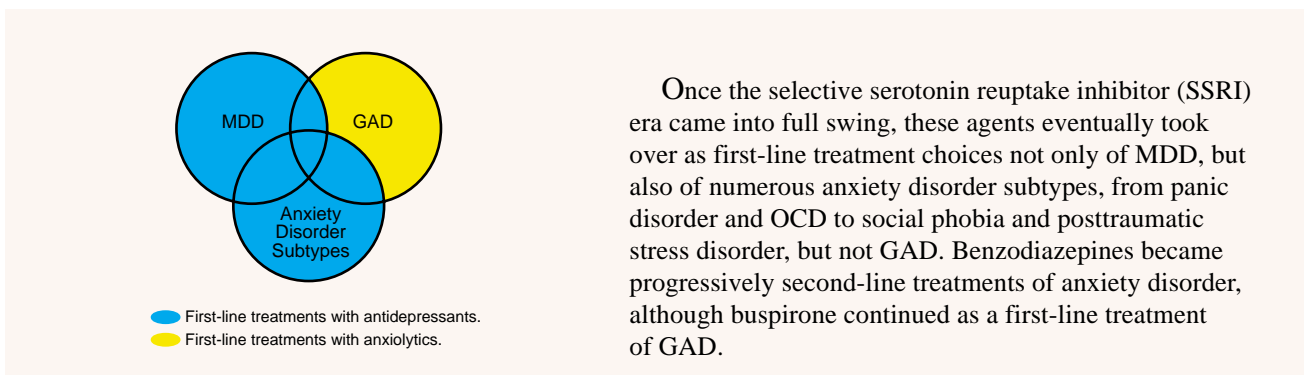 MDD
GAD
Anxiety
Disorder
Subtypes
First-line treatments with antidepressants.
First-line treatments with anxiolytics.
Once the selective serotonin reuptake inhibitor (SSRI)
era came into full swing, these agents eventually took
over as first-line treatment choices not only of MDD, but
also of numerous anxiety disorder subtypes, from panic
disorder and OCD to social phobia and posttraumatic
stress disorder, but not GAD. Benzodiazepines became
progressively second-line treatments of anxiety disorder,
although buspirone continued as a first-line treatment
of GAD.